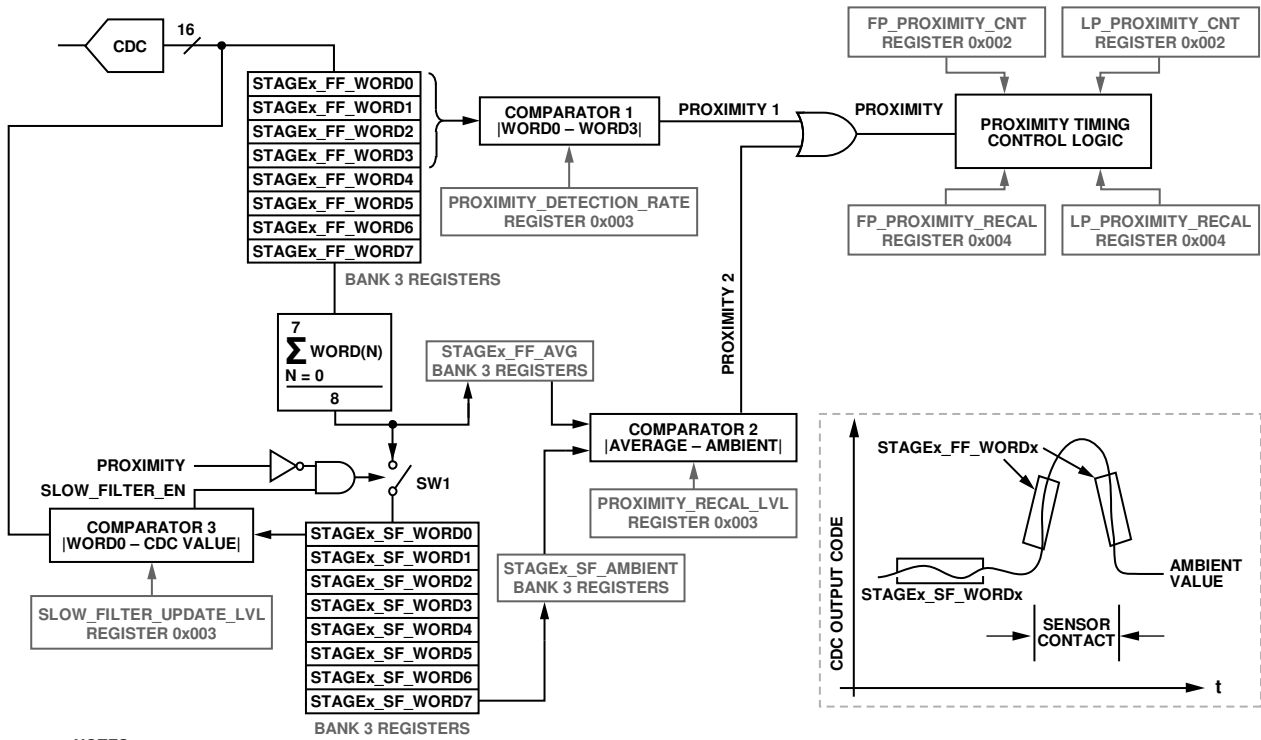 CDC
16
STAGEx_FF_WORD0
STAGEx_FF_WORD1
STAGEx_FF_WORD2
STAGEx_FF_WORD3
STAGEx_FF_WORD4
STAGEx_FF_WORD5
STAGEx_FF_WORD6
STAGEx_FF_WORD7
BANK 3 REGISTERS
COMPARATOR 1
|WORD0 – WORD3|
PROXIMITY_DETECTION_RATE
REGISTER 0x003
PROXIMITY 1
PROXIMITY
FP_PROXIMITY_CNT
REGISTER 0x002
LP_PROXIMITY_CNT
REGISTER 0x002
PROXIMITY TIMING
CONTROL LOGIC
FP_PROXIMITY_RECAL
REGISTER 0x004
LP_PROXIMITY_RECAL
REGISTER 0x004
PROXIMITY 2
7
Σ WORD(N)
N = 0
8
STAGEx_FF_AVG
BANK 3 REGISTERS
COMPARATOR 2
|AVERAGE – AMBIENT|
PROXIMITY_RECAL_LVL
REGISTER 0x003
PROXIMITY
SLOW_FILTER_EN
SW1
COMPARATOR 3
|WORD0 – CDC VALUE|
SLOW_FILTER_UPDATE_LVL
REGISTER 0x003
STAGEx_SF_WORD0
STAGEx_SF_WORD1
STAGEx_SF_WORD2
STAGEx_SF_WORD3
STAGEx_SF_WORD4
STAGEx_SF_WORD5
STAGEx_SF_WORD6
STAGEx_SF_WORD7
BANK 3 REGISTERS
STAGEx_SF_AMBIENT
BANK 3 REGISTERS
CDC OUTPUT CODE
STAGEx_FF_WORDx
STAGEx_SF_WORDx
AMBIENT
VALUE
SENSOR
CONTACT
t